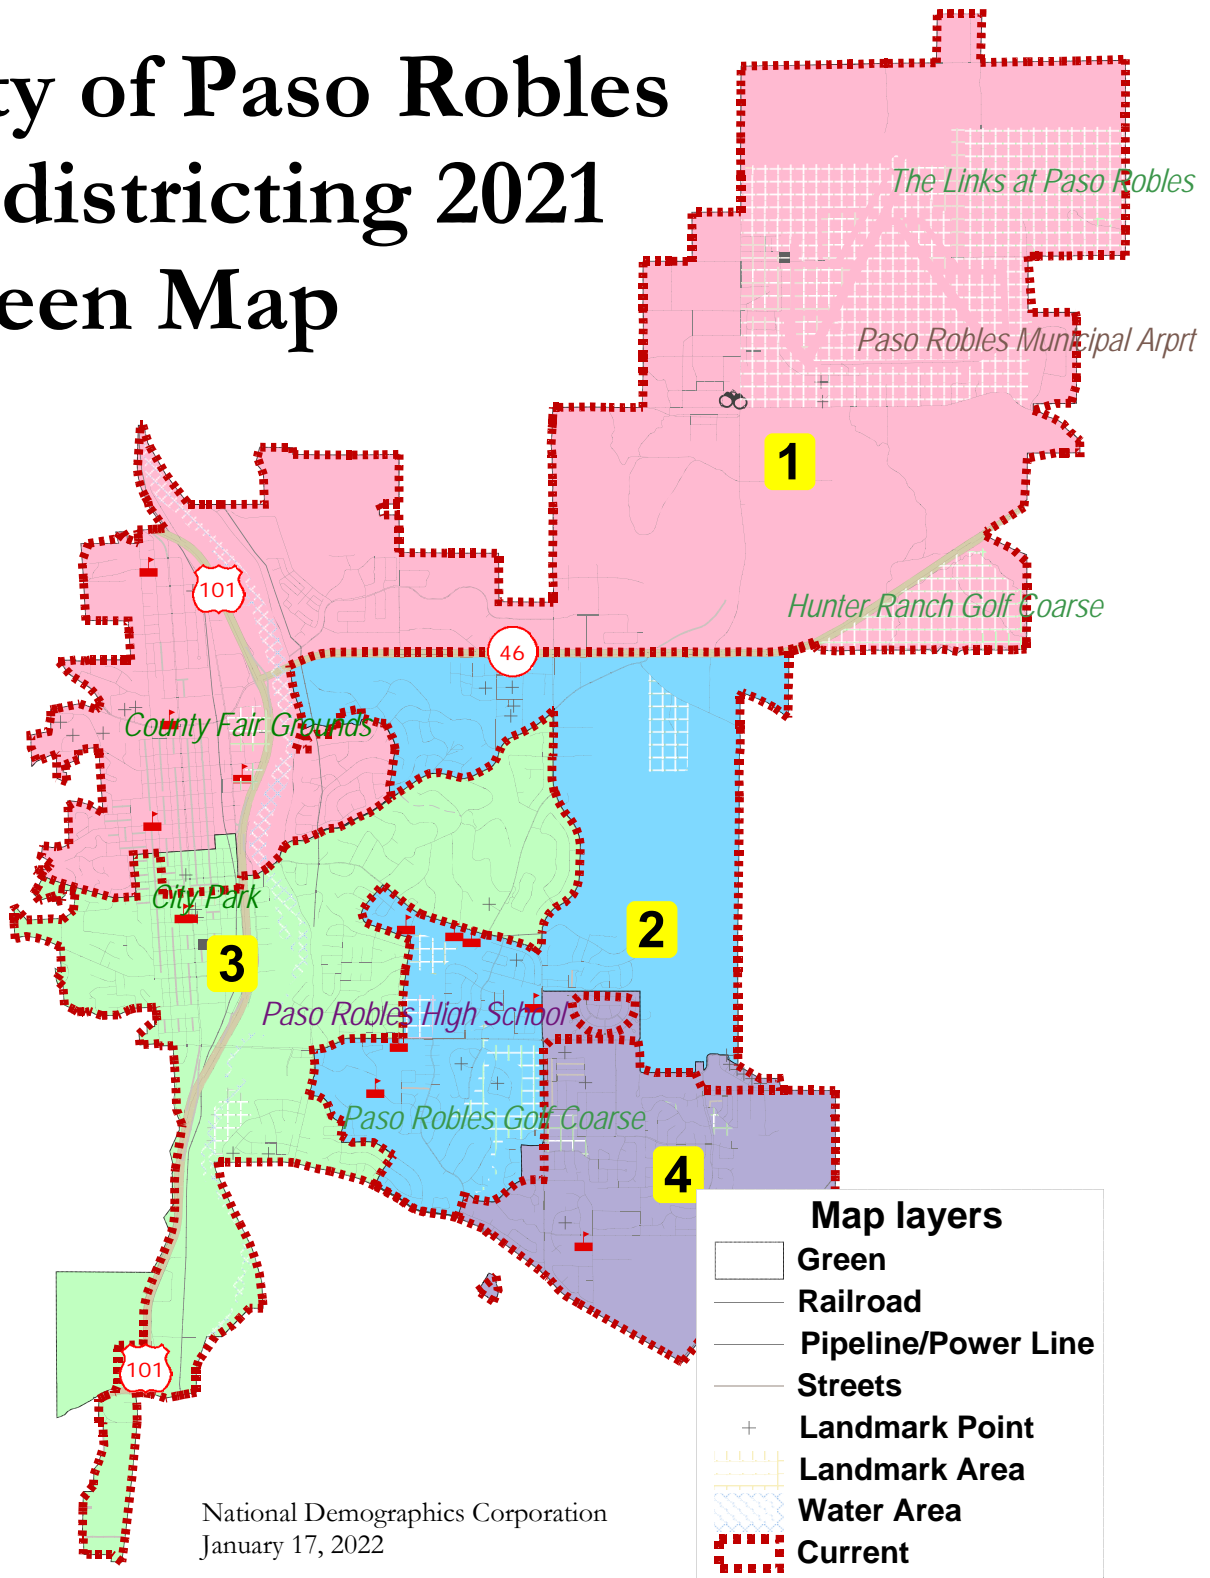 ty of Paso Robles
districting 2021
een Map
The Links at Paso Robles
Paso Robles Municipal Arprt
1
101
Hunter Ranch Golf Coarse
46
County Fair Grounds
City Park
2
3
Paso Robles High School
Paso Robles Golf Coarse
4
Map layers
Green
Railroad
Pipeline/Power Line
Streets
Landmark Point
Landmark Area
Water Area
Current
101
National Demographics Corporation
January 17, 2022